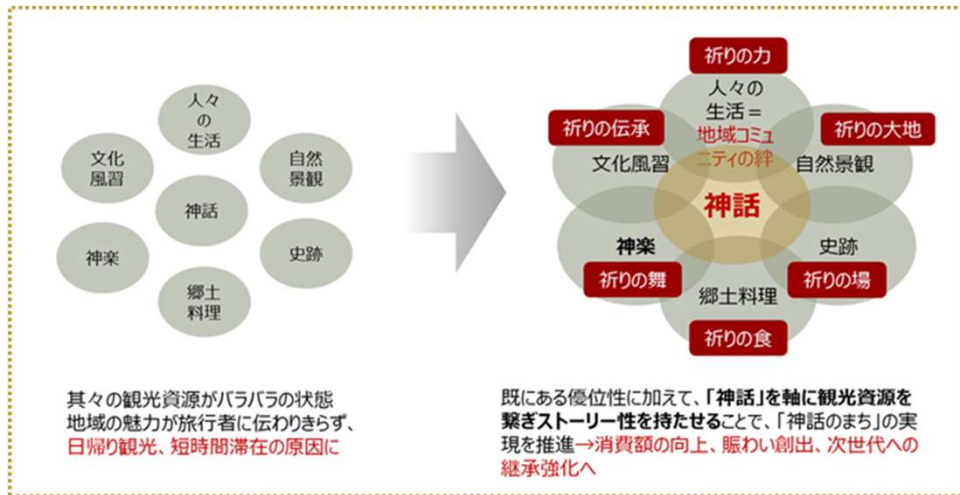 人々
の
生活
文化
風習
自然
景観
神話
神楽
史跡
郷土
料理
其々の観光資源がバラバラの状態
地域の魅力が旅行者に伝わりきらず、
日帰り観光、短時間滞在の原因に
祈りの力
人々の
生活=
地域コミュ
ニティの絆
祈りの伝承
文化風習
祈りの大地
自然景観
神話
神楽
祈りの舞
史跡
祈りの場
郷土料理
祈りの食
既にある優位性に加えて、「神話」を軸に観光資源を
繋ぎストーリー性を持たせることで、「神話のまち」の実
現を推進→消費額の向上、賑わい創出、次世代への
継承強化へ